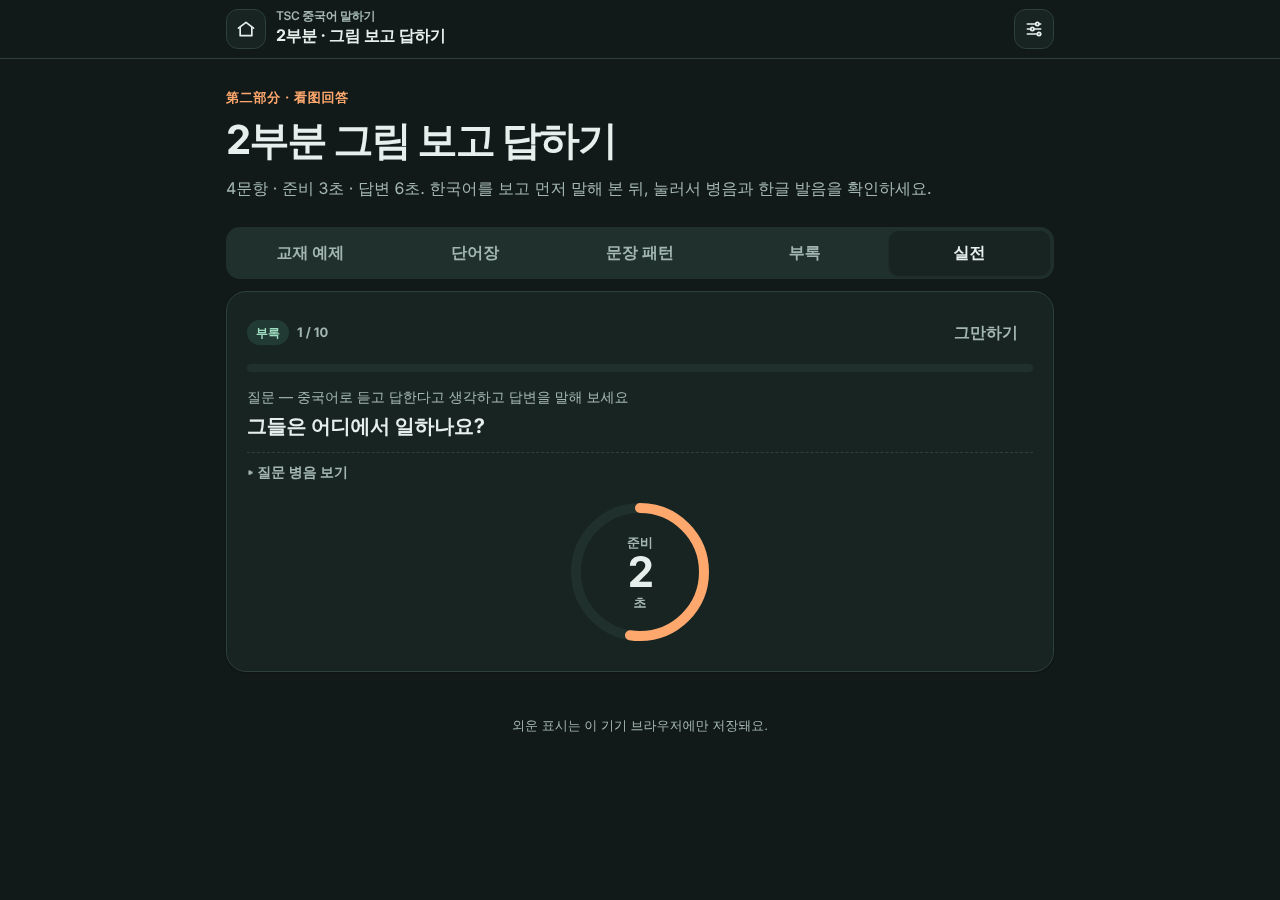 TSC 중국어 말하기
2부분 · 그림 보고 답하기
第二部分 · 看图回答
2부분 그림 보고 답하기
4문항 · 준비 3초 · 답변 6초. 한국어를 보고 먼저 말해 본 뒤, 눌러서 병음과 한글 발음을 확인하세요.
교재 예제 단어장 문장 패턴 부록 실전
부록 1 / 10 그만하기
질문 — 중국어로 듣고 답한다고 생각하고 답변을 말해 보세요
그들은 어디에서 일하나요?
질문 병음 보기
준비
2
초
외운 표시는 이 기기 브라우저에만 저장돼요.